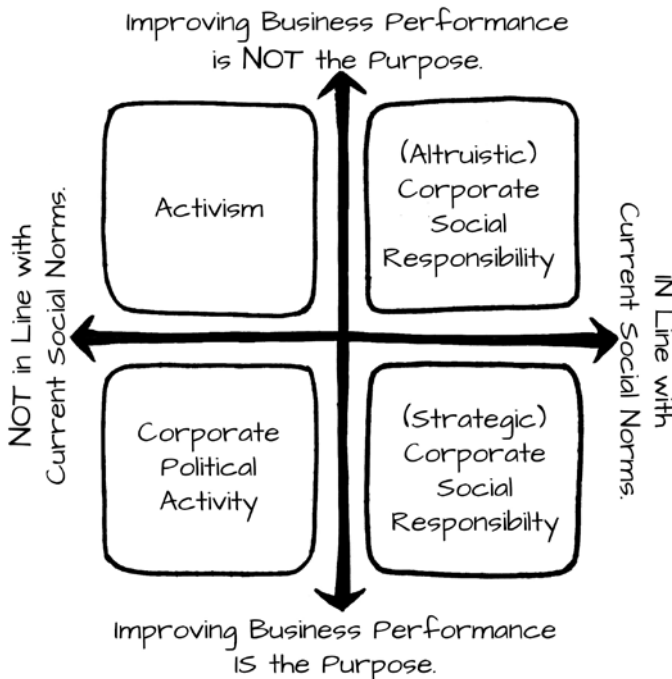 Improving Business Performance
is NOT the Purpose.
Activism
(Altruistic)
Corporate
Social
Responsibility
NOT in Line with
Current Social Norms.
IN Line with
Current Social Norms.
Corporate
Political
Activity
(Strategic)
Corporate
Social
Responsibilty
Improving Business Performance
IS the Purpose.